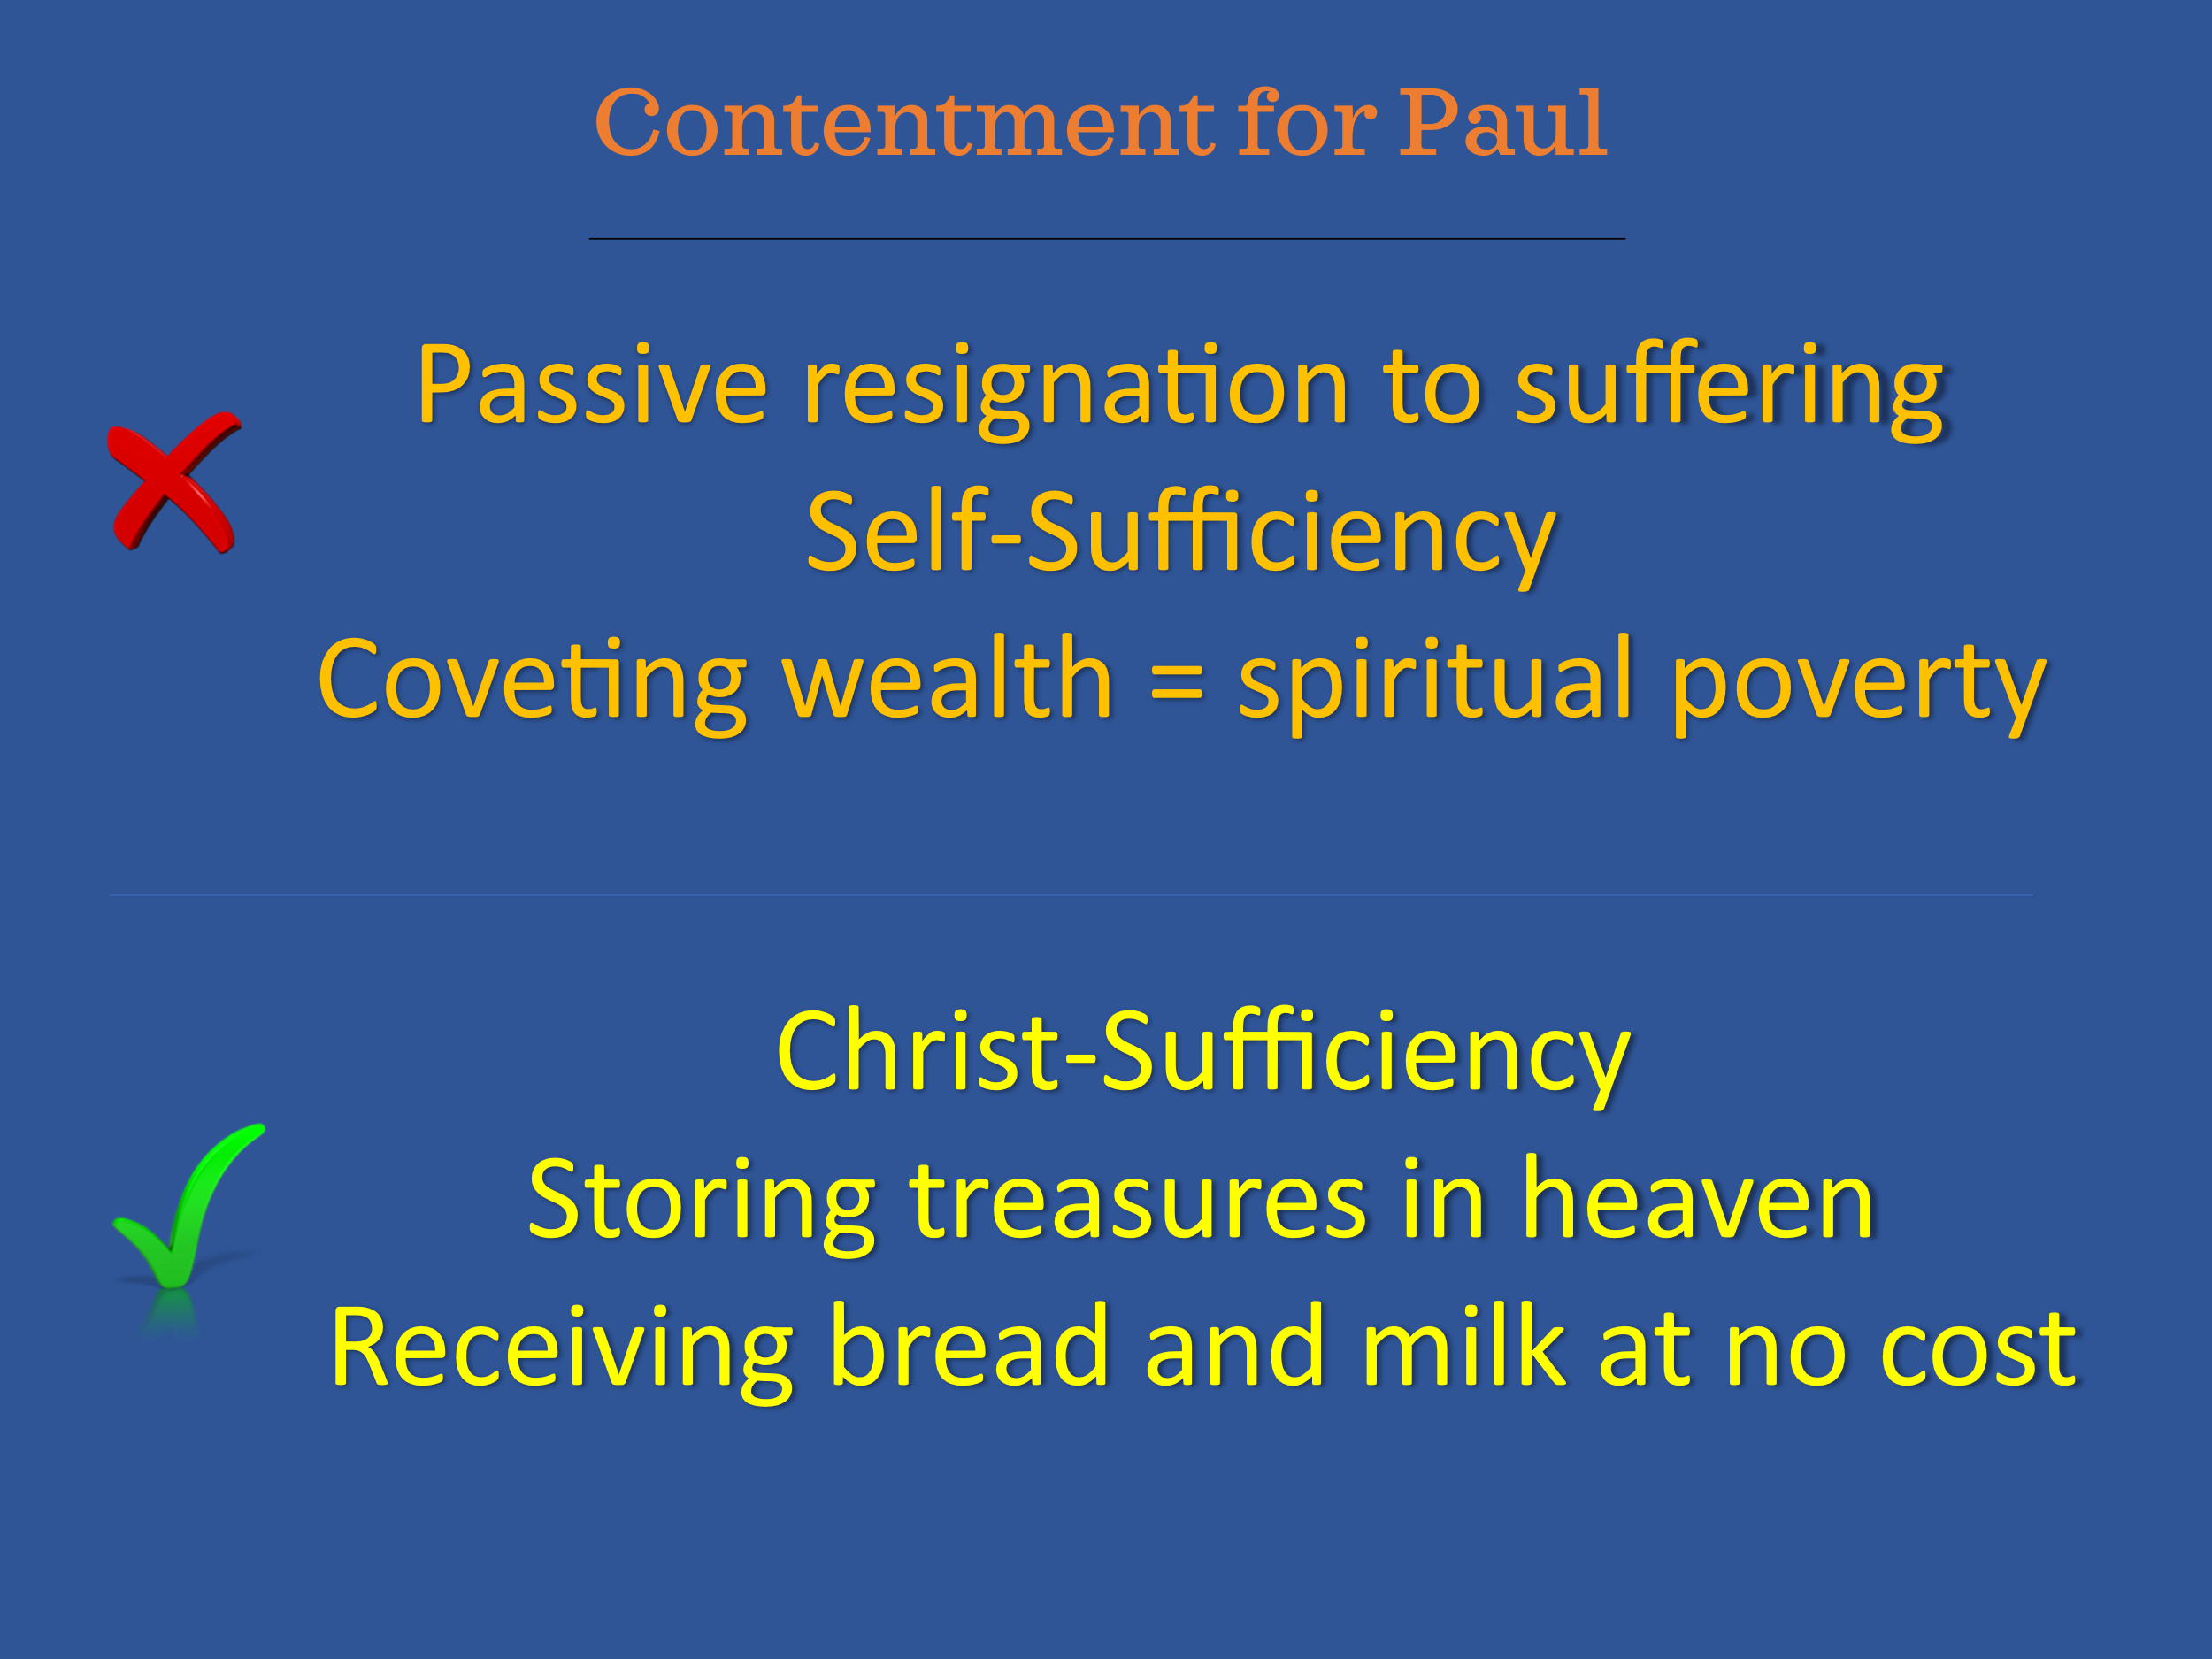 Contentment for Paul
Passive resignation to suffering
Self-Sufficiency
Coveting wealth = spiritual poverty
Christ-Sufficiency
Storing treasures in heaven
Receiving bread and milk at no cost